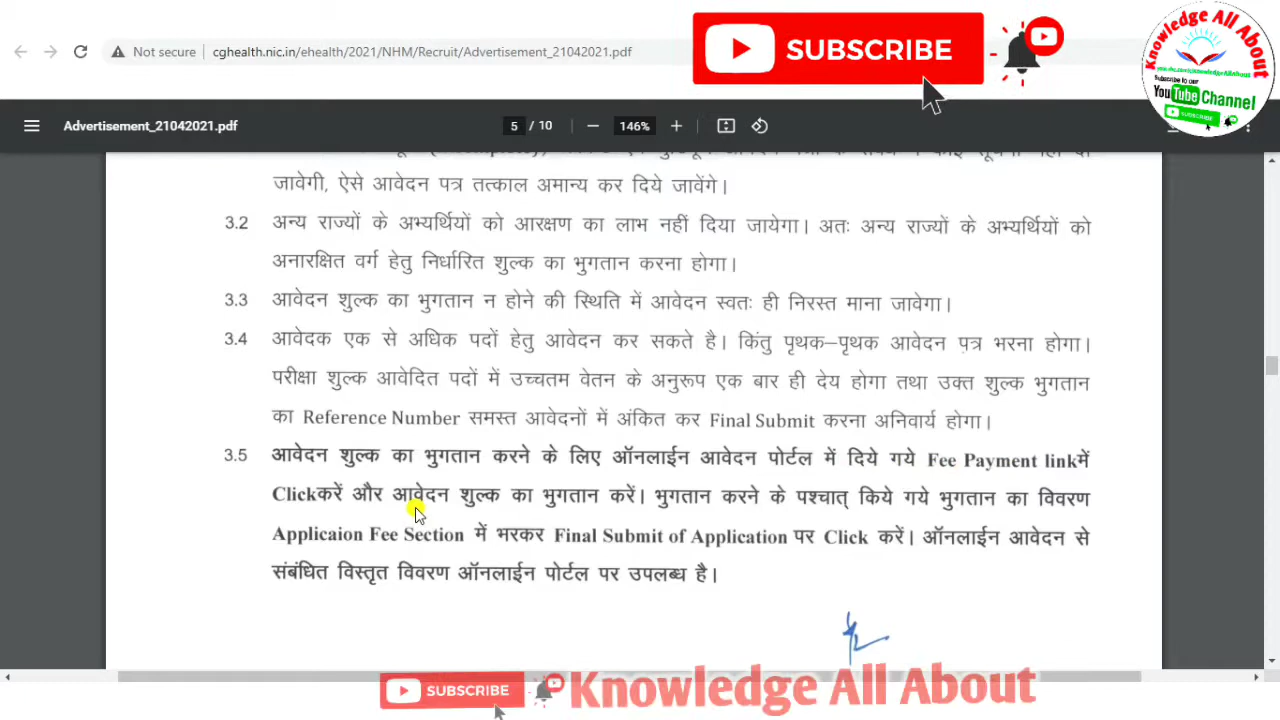 Not secure
cghealth.nic.in/ehealth/2021/NHM/Recruit/Advertisement_21042021.pdf
SUBSCRIBE
Knowledge All About
Subscribe to our
YouTube Channel
SUBSCRIBE
Advertisement_21042021.pdf
5 / 10
146%
जावेगी, ऐसे आवेदन पत्र तत्काल अमान्य कर दिये जावेंगे।
3.2 अन्य राज्यों के अभ्यर्थियों को आरक्षण का लाभ नहीं दिया जायेगा। अतः अन्य राज्यों के अभ्यर्थियों को
अनारक्षित वर्ग हेतु निर्धारित शुल्क का भुगतान करना होगा।
3.3 आवेदन शुल्क का भुगतान न होने की स्थिति में आवेदन स्वतः ही निरस्त माना जावेगा।
3.4 आवेदक एक से अधिक पदों हेतु आवेदन कर सकते है। किंतु पृथक–पृथक आवेदन पत्र भरना होगा।
परीक्षा शुल्क आवेदित पदों में उच्चतम वेतन के अनुरूप एक बार ही देय होगा तथा उक्त शुल्क भुगतान
का Reference Number समस्त आवेदनों में अंकित कर Final Submit करना अनिवार्य होगा।
3.5 आवेदन शुल्क का भुगतान करने के लिए ऑनलाईन आवेदन पोर्टल में दिये गये Fee Payment linkमें
Clickकरें और आवेदन शुल्क का भुगतान करें। भुगतान करने के पश्चात् किये गये भुगतान का विवरण
Applicaion Fee Section में भरकर Final Submit of Application पर Click करें। ऑनलाईन आवेदन से
संबंधित विस्तृत विवरण ऑनलाईन पोर्टल पर उपलब्ध है।
SUBSCRIBE
Knowledge All About